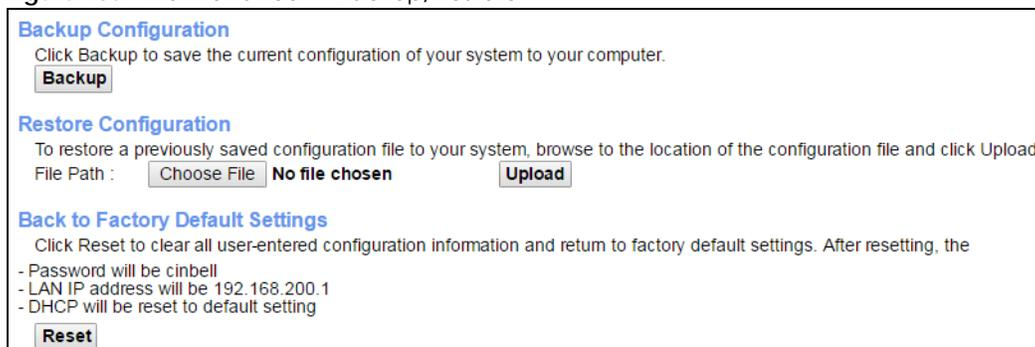 Backup Configuration
Click Backup to save the current configuration of your system to your computer.
Backup
Restore Configuration
To restore a previously saved configuration file to your system, browse to the location of the configuration file and click Upload
File Path : Choose File No file chosen Upload
Back to Factory Default Settings
Click Reset to clear all user-entered configuration information and return to factory default settings. After resetting, the
- Password will be cinbell
- LAN IP address will be 192.168.200.1
- DHCP will be reset to default setting
Reset